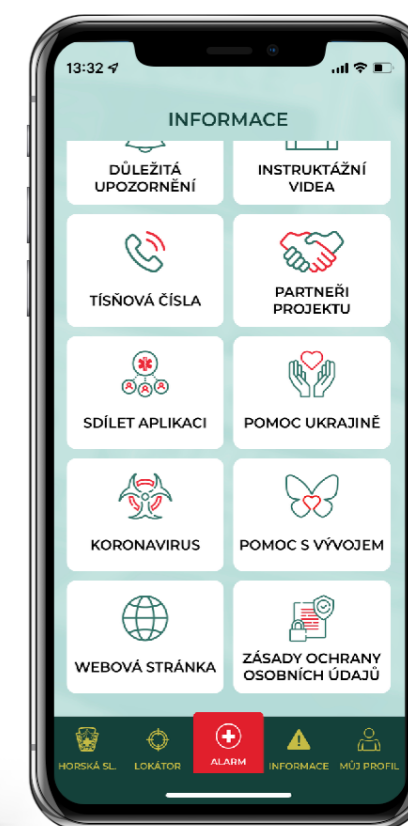 13:32
INFORMACE
DŮLEŽITÁ
UPOZORNĚNÍ
INSTRUKTÁŽNÍ
VIDEA
TÍSŇOVÁ ČÍSLA
PARTNEŘI
PROJEKTU
SDÍLET APLIKACI
POMOC UKRAJINĚ
KORONAVIRUS
POMOC S VÝVOJEM
WEBOVÁ STRÁNKA
ZÁSADY OCHRANY
OSOBNÍCH ÚDAJŮ
HORSKÁ SL.
LOKÁTOR
ALARM
INFORMACE
MŮJ PROFIL